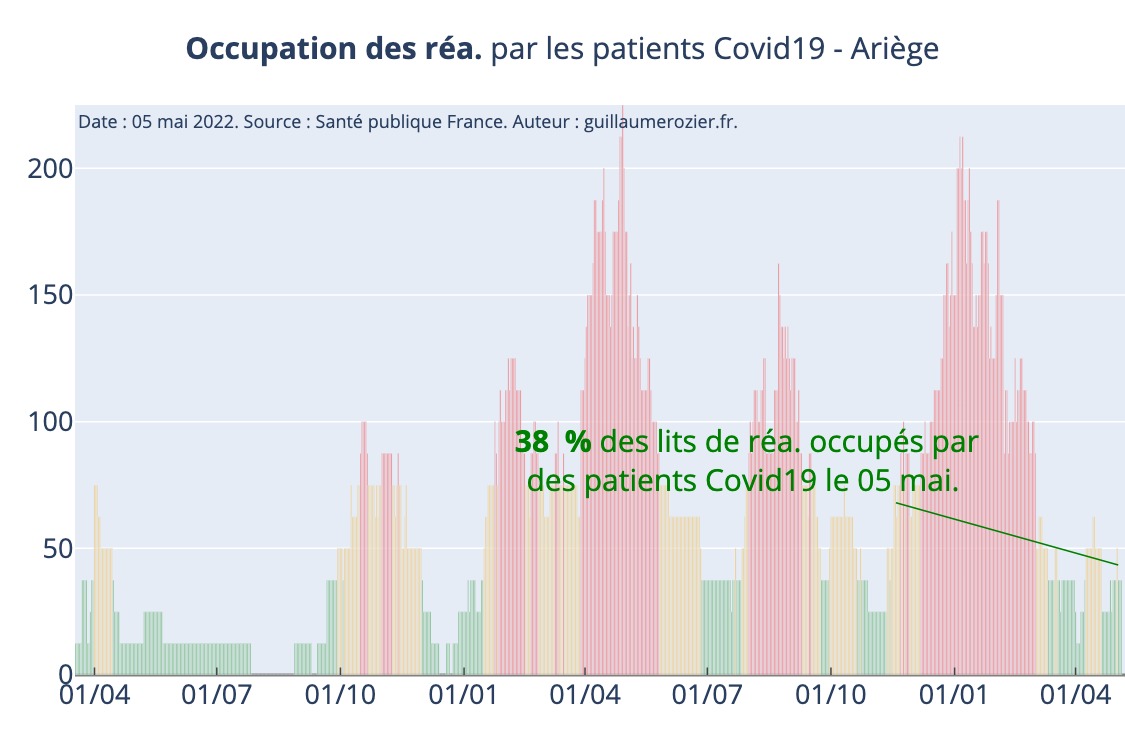 Occupation des réa. par les patients Covid19 - Ariège
Date : 05 mai 2022. Source : Santé publique France. Auteur : guillaumerozier.fr.
200
150
100
50
0
38 % des lits de réa. occupés par
des patients Covid19 le 05 mai.
01/04 01/07 01/10 01/01 01/04 01/07 01/10 01/01 01/04